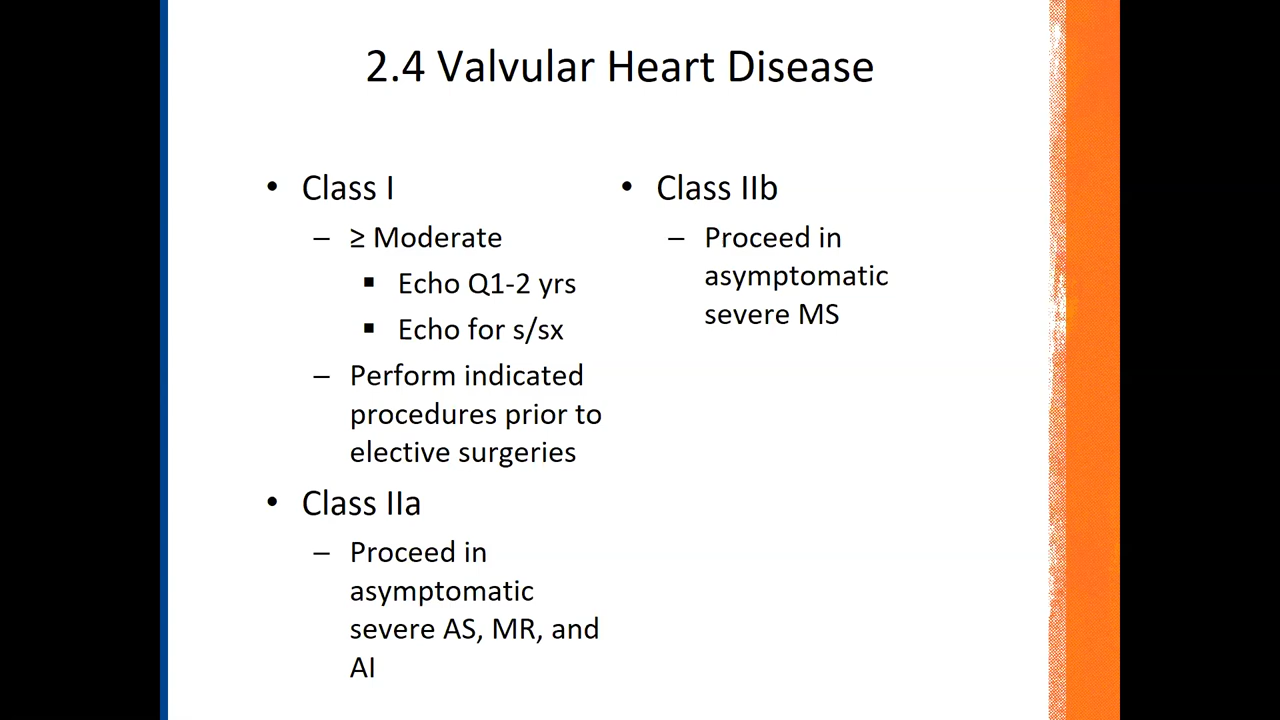 2.4 Valvular Heart Disease
• Class I
– ≥ Moderate
▪ Echo Q1-2 yrs
▪ Echo for s/sx
– Perform indicated
procedures prior to
elective surgeries
• Class IIa
– Proceed in
asymptomatic
severe AS, MR, and
AI
• Class IIb
– Proceed in
asymptomatic
severe MS